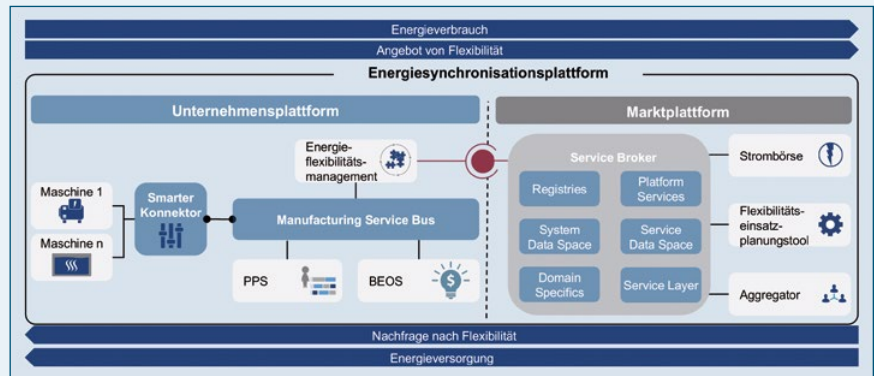 Energieverbrauch
Angebot von Flexibilität
Energiesynchronisationsplattform
Unternehmensplattform
Marktplattform
Energie-
flexibilitäts-
management
Maschine 1
Maschine n
Smarter
Konnektor
Manufacturing Service Bus
PPS
BEOS
Service Broker
Registries
Platform
Services
System
Data Space
Service
Data Space
Domain
Specifics
Service Layer
Strombörse
Flexibilitäts-
einsatz-
planungstool
Aggregator
Nachfrage nach Flexibilität
Energieversorgung